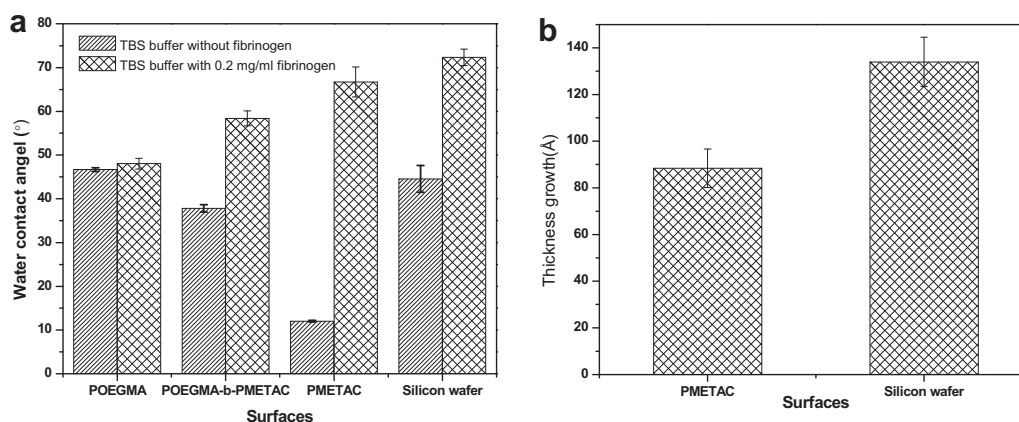 a
80
70
60
50
40
30
20
10
0
Water contact angel (°)
TBS buffer without fibrinogen
TBS buffer with 0.2 mg/ml fibrinogen
POEGMA
POEGMA-b-PMETAC
PMETAC
Silicon wafer
Surfaces
b
140
120
100
80
60
40
20
0
Thickness growth(Å)
PMETAC
Silicon wafer
Surfaces